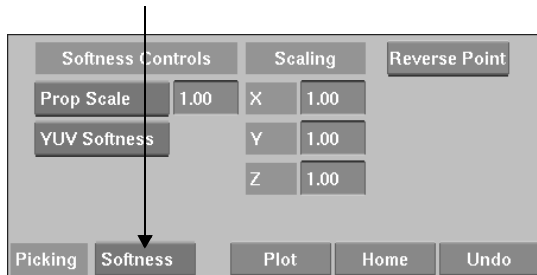 Softness Controls Scaling Reverse Point
Prop Scale 1.00 X 1.00
YUV Softness Y 1.00
Z 1.00
Picking Softness Plot Home Undo